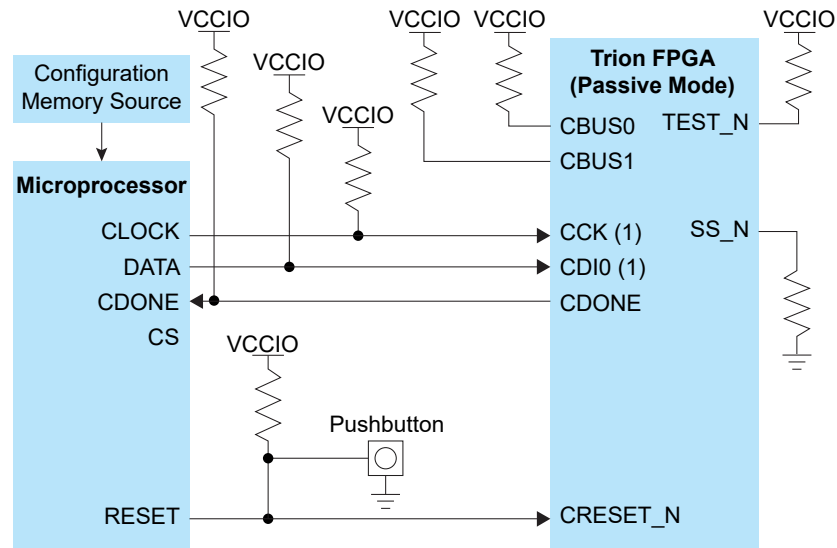 VCCIO
VCCIO
VCCIO
VCCIO
VCCIO
VCCIO
Configuration
Memory Source
Trion FPGA
(Passive Mode)
CBUS0
TEST_N
CBUS1
Microprocessor
CLOCK
CCK (1)
SS_N
DATA
CDI0 (1)
CDONE
CDONE
CS
VCCIO
Pushbutton
RESET
CRESET_N